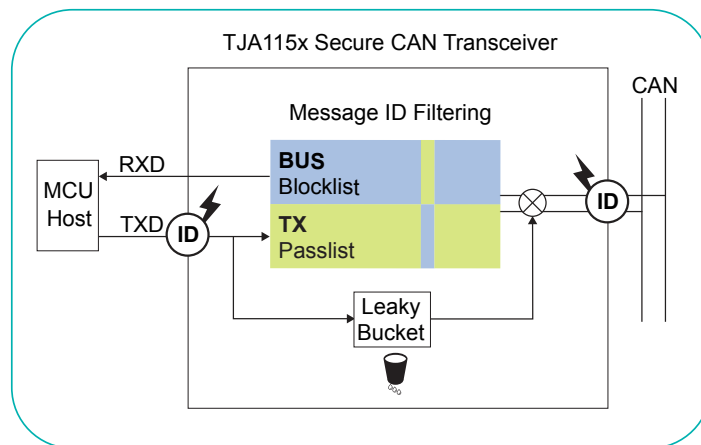 TJA115x Secure CAN Transceiver
CAN
Message ID Filtering
BUS
Blocklist
RXD
MCU
Host
TXD
ID
ID
TX
Passlist
Leaky
Bucket